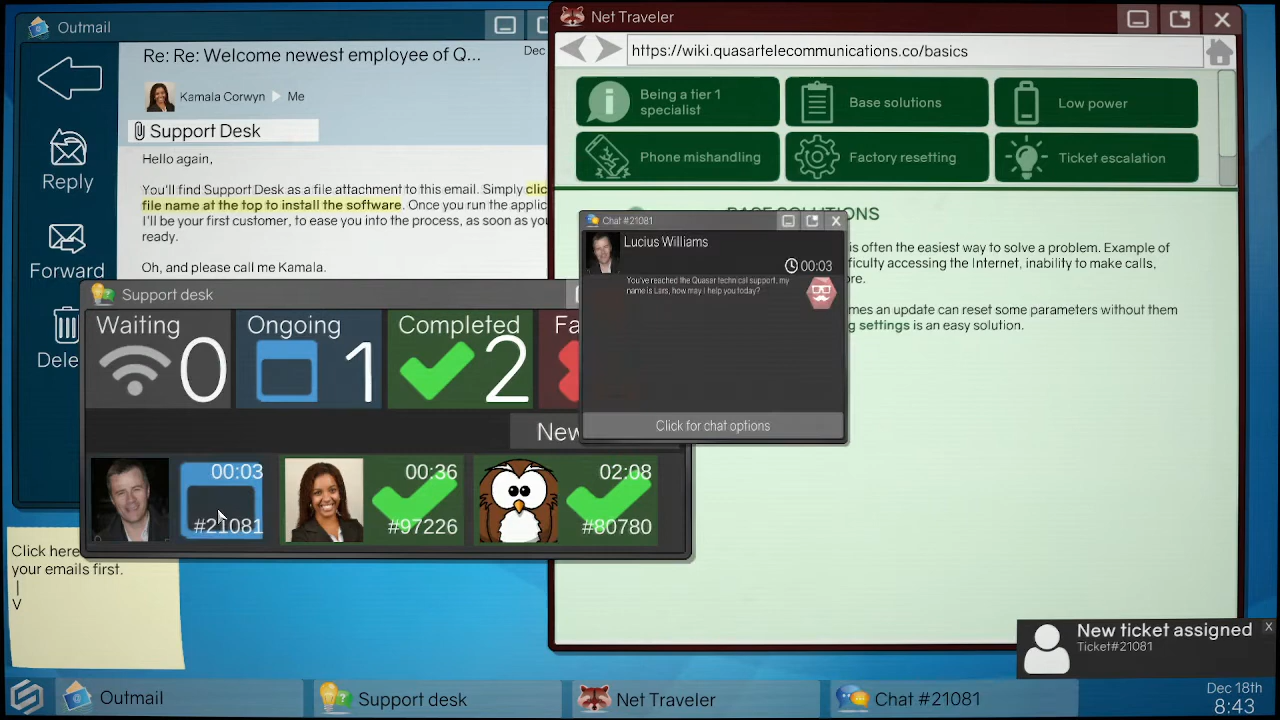 Outmail
Re: Re: Welcome newest employee of Q...
Dec
Kamala Corwyn
Me
Support Desk
Hello again,
You'll find Support Desk as a file attachment to this email. Simply clic
file name at the top to install the software. Once you run the applic
I'll be your first customer, to ease you into the process, as soon as you
ready.
Oh, and please call me Kamala.
Reply
Forward
Dele
Net Traveler
https://wiki.quasartelecommunications.co/basics
Being a tier 1
specialist
Base solutions
Low power
Phone mishandling
Factory resetting
Ticket escalation
SOLUTIONS
is often the easiest way to solve a problem. Example of
ficulty accessing the Internet, inability to make calls,
ore.
mes an update can reset some parameters without them
g settings is an easy solution.
Chat #21081
Lucius Williams
00:03
You've reached the Quasar technical support, my
name is Lars, how may I help you today?
Click for chat options
Support desk
Waiting
0
Ongoing
1
Completed
2
Fa
New
00:03
#21081
00:36
#97226
02:08
#80780
Click here
your emails first.
|
V
New ticket assigned
X
Ticket#21081
Outmail
Support desk
Net Traveler
Chat #21081
Dec 18th
8:43